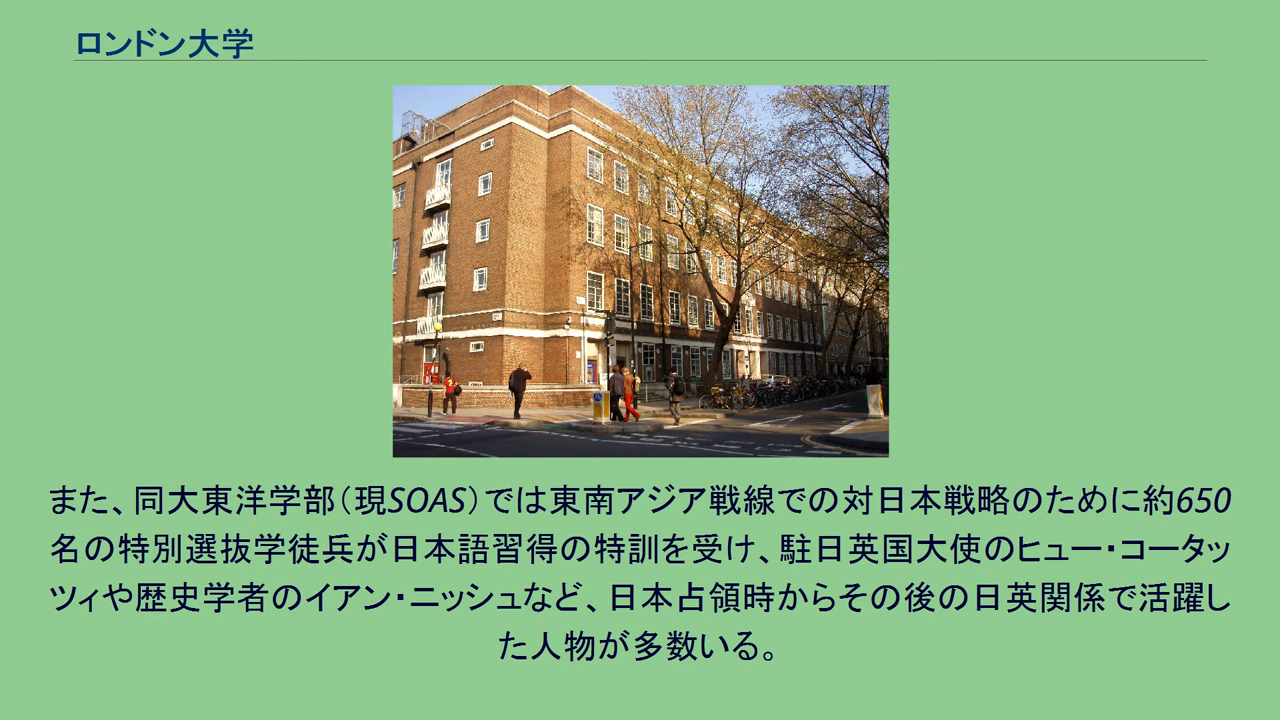 ロンドン大学
また、同大東洋学部（現SOAS）では東南アジア戦線での対日本戦略のために約650
名の特別選抜学徒兵が日本語習得の特訓を受け、駐日英国大使のヒュー・コータッ
ツィや歴史学者のイアン・ニッシュなど、日本占領時からその後の日英関係で活躍し
た人物が多数いる。